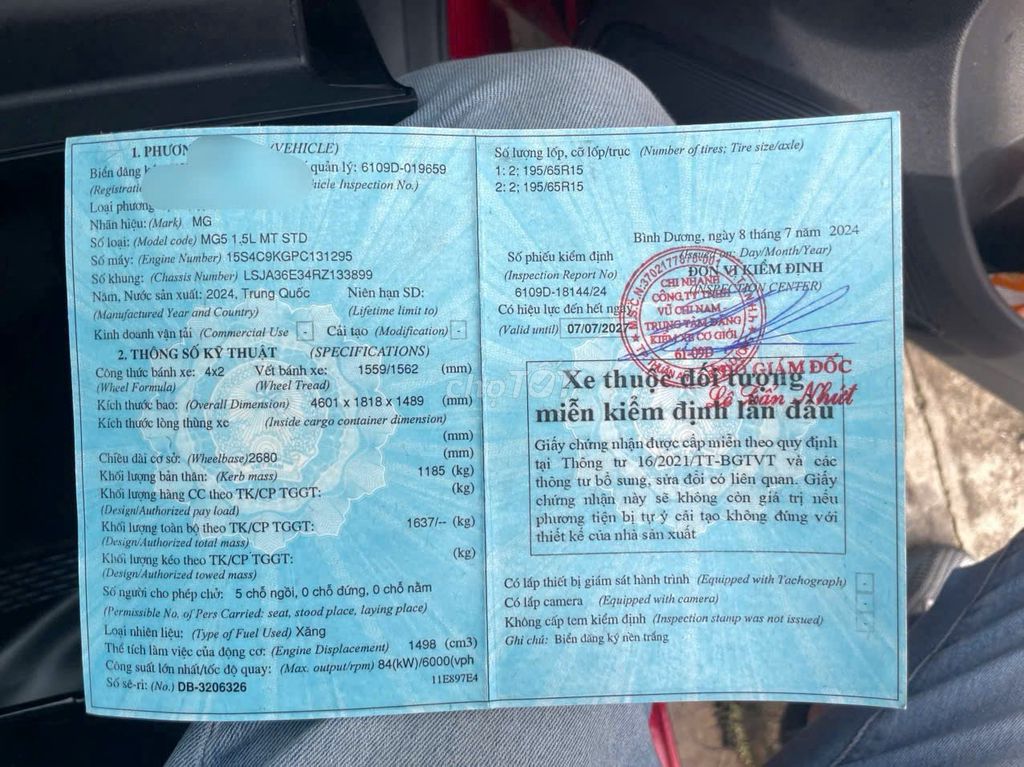 1. PHƯƠN (VEHICLE)
Biển đăng quản lý: 6109D-019659
(Registrati hicle Inspection No.)
Loại phương
Nhãn hiệu: (Mark) MG
Số loại: (Model code) MG5 1.5L MT STD
Số máy: (Engine Number) 15S4C9KGPC131295
Số khung: (Chassis Number) LSJA36E34RZ133899
Năm, Nước sản xuất: 2024, Trung Quốc Niên hạn SD:
(Manufactured Year and Country) (Lifetime limit to)
Kinh doanh vận tải (Commercial Use - Cải tạo (Modification) -
2. THÔNG SỐ KỸ THUẬT (SPECIFICATIONS)
Công thức bánh xe: 4x2 Vết bánh xe: 1559/1562 (mm)
(Wheel Formula) (Wheel Tread)
Kích thước bao: (Overall Dimension) 4601 x 1818 x 1489 (mm)
Kích thước lòng thùng xe (Inside cargo container dimension)
(mm)
Chiều dài cơ sở: (Wheelbase)2680 (mm)
Khối lượng bản thân: (Kerb mass) 1185 (kg)
Khối lượng hàng CC theo TK/CP TGGT: (kg)
(Design/Authorized pay load)
Khối lượng toàn bộ theo TK/CP TGGT: 1637/-- (kg)
(Design/Authorized total mass)
Khối lượng kéo theo TK/CP TGGT: (kg)
(Design/Authorized towed mass)
Số người cho phép chở: 5 chỗ ngồi, 0 chỗ đứng, 0 chỗ nằm
(Permissible No. of Pers Carried: seat, stood place, laying place)
Loại nhiên liệu: (Type of Fuel Used) Xăng
Thể tích làm việc của động cơ: (Engine Displacement) 1498 (cm3)
Công suất lớn nhất/tốc độ quay: (Max. output/rpm) 84(kW)/6000(vph
11E897E4
Số sê-ri: (No.) DB-3206326
Số lượng lốp, cỡ lốp/trục (Number of tires; Tire size/axle)
1: 2; 195/65R15
2: 2; 195/65R15
Bình Dương, ngày 8 tháng 7 năm 2024
(Issued on: Day/Month/Year)
Số phiếu kiểm định ĐƠN VỊ KIỂM ĐỊNH
(Inspection Report No) (INSPECTION CENTER)
6109D-18144/24
Có hiệu lực đến hết ngày
(Valid until) 07/07/2027
CHI NHÁNH
CÔNG TY TNHH
VŨ CHÍ NAM
TRUNG TÂM ĐĂNG
KIỂM XE CƠ GIỚI
61-09D
GIÁM ĐỐC
Xe thuộc đối tượng
miễn kiểm định lần đầu
Giấy chứng nhận được cấp miễn theo quy định
tại Thông tư 16/2021/TT-BGTVT và các
thông tư bổ sung, sửa đổi có liên quan. Giấy
chứng nhận này sẽ không còn giá trị nếu
phương tiện bị tự ý cải tạo không đúng với
thiết kế của nhà sản xuất
Có lắp thiết bị giám sát hành trình (Equipped with Tachograph) -
Có lắp camera (Equipped with camera) -
Không cấp tem kiểm định (Inspection stamp was not issued) -
Ghi chú: Biển đăng ký nền trắng